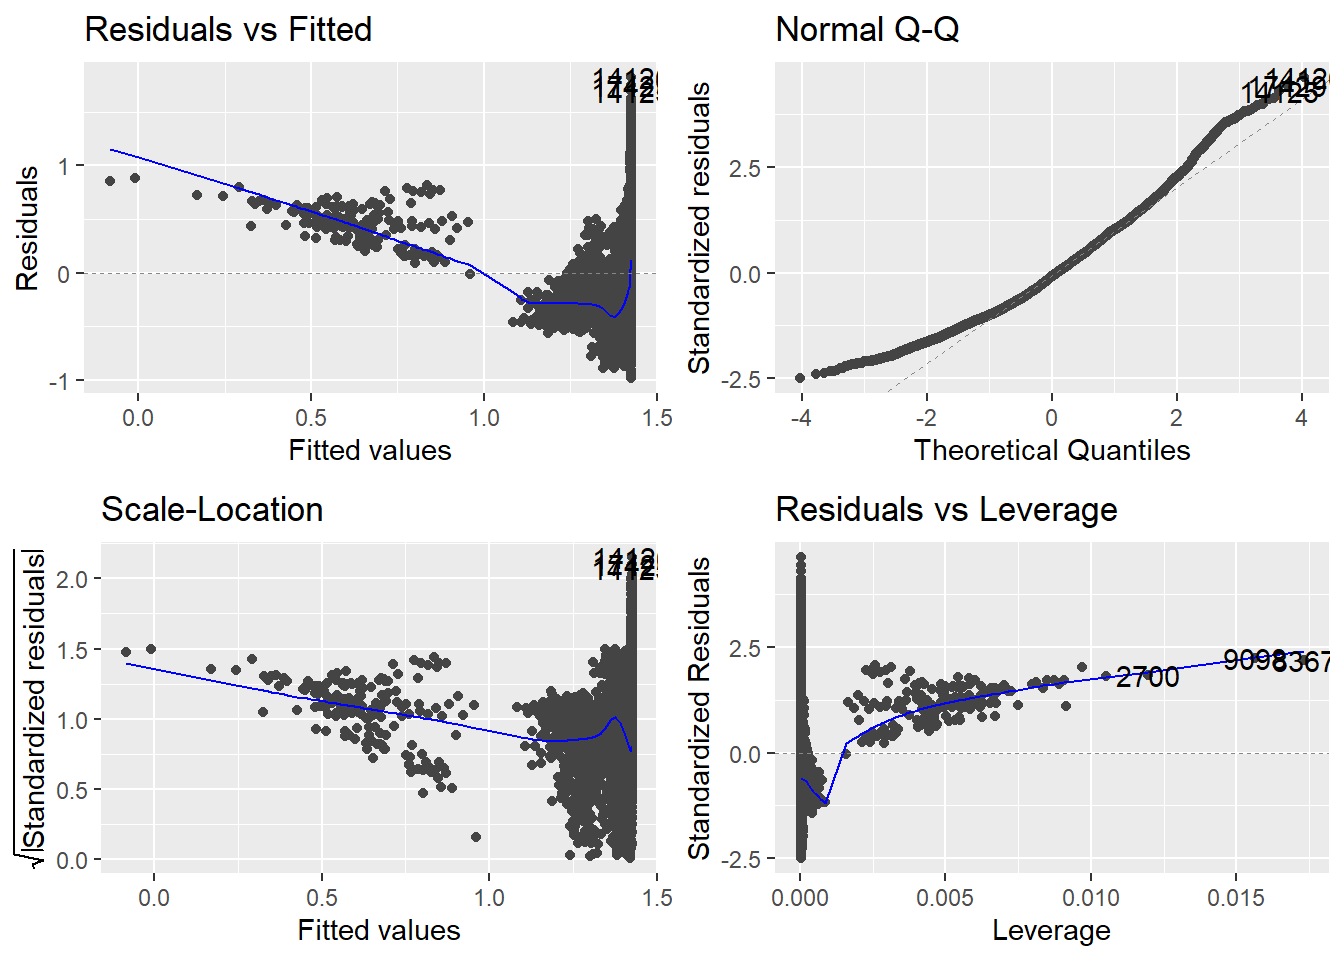 Residuals vs Fitted
Residuals
1
0
-1
0.0
0.5
1.0
1.5
Fitted values
Normal Q-Q
Standardized residuals
2.5
0.0
-2.5
-4
-2
0
2
4
Theoretical Quantiles
Scale-Location
√|Standardized residuals|
2.0
1.5
1.0
0.5
0.0
0.0
0.5
1.0
1.5
Fitted values
Residuals vs Leverage
Standardized Residuals
2.5
0.0
-2.5
2700
0.000
0.005
0.010
0.015
Leverage